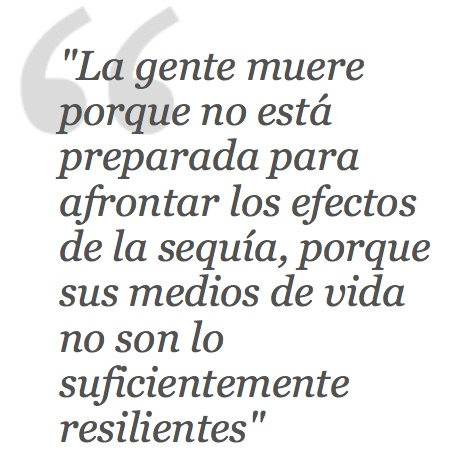 "La gente muere
porque no está
preparada para
afrontar los efectos
de la sequía, porque
sus medios de vida
no son lo
suficientemente
resilientes"